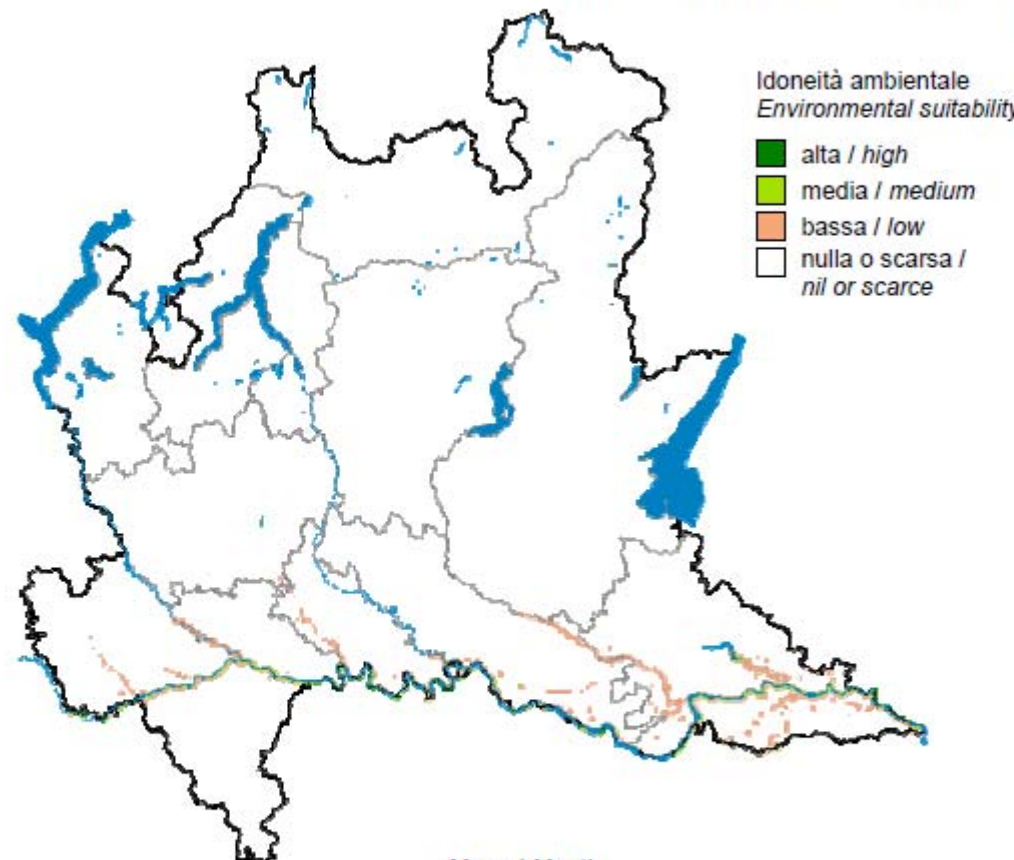 Idoneità ambientale
Environmental suitability
alta / high
media / medium
bassa / low
nulla o scarsa /
nil or scarce